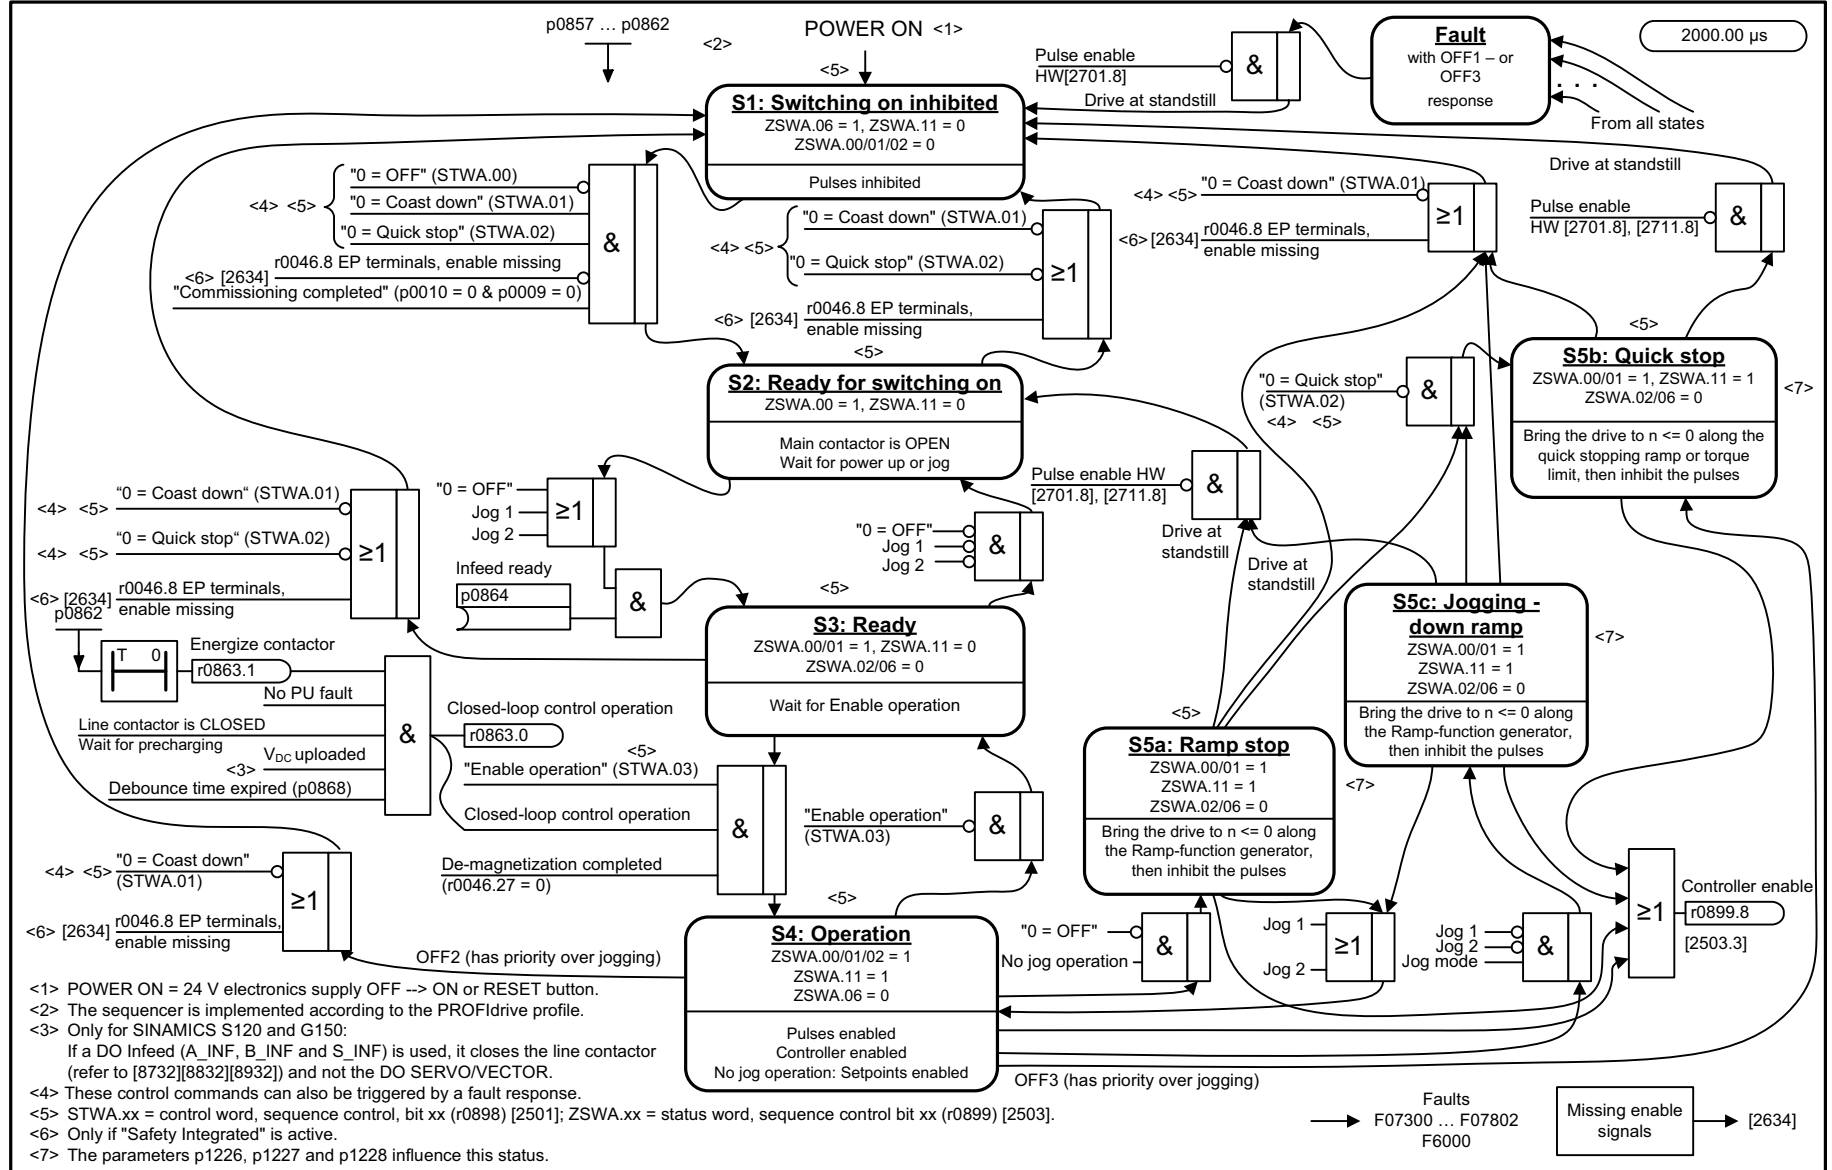 p0857 … p0862
<2>
POWER ON <1>
<5>
Pulse enable
HW[2701.8]
&
Drive at standstill
Fault
with OFF1 – or
OFF3
response
. . .
From all states
2000.00 µs
S1: Switching on inhibited
ZSWA.06 = 1, ZSWA.11 = 0
ZSWA.00/01/02 = 0
Pulses inhibited
<4> <5>
"0 = OFF" (STWA.00)
"0 = Coast down" (STWA.01)
"0 = Quick stop" (STWA.02)
<6> [2634]
r0046.8 EP terminals, enable missing
"Commissioning completed" (p0010 = 0 & p0009 = 0)
&
<4> <5>
"0 = Coast down" (STWA.01)
"0 = Quick stop" (STWA.02)
<6> [2634]
r0046.8 EP terminals,
enable missing
≥1
<4> <5>
"0 = Coast down" (STWA.01)
<6> [2634]
r0046.8 EP terminals,
enable missing
≥1
Drive at standstill
Pulse enable
HW [2701.8], [2711.8]
&
<5>
S2: Ready for switching on
ZSWA.00 = 1, ZSWA.11 = 0
Main contactor is OPEN
Wait for power up or jog
"0 = Quick stop"
(STWA.02)
<4> <5>
&
<5>
S5b: Quick stop
ZSWA.00/01 = 1, ZSWA.11 = 1
ZSWA.02/06 = 0
Bring the drive to n <= 0 along the
quick stopping ramp or torque
limit, then inhibit the pulses
<7>
<4> <5>
“0 = Coast down“ (STWA.01)
<4> <5>
“0 = Quick stop“ (STWA.02)
<6> [2634]
r0046.8 EP terminals,
enable missing
≥1
"0 = OFF"
Jog 1
Jog 2
≥1
Infeed ready
p0864
&
"0 = OFF"
Jog 1
Jog 2
&
Pulse enable HW
[2701.8], [2711.8]
&
Drive at
standstill
Drive at
standstill
<5>
S3: Ready
ZSWA.00/01 = 1, ZSWA.11 = 0
ZSWA.02/06 = 0
Wait for Enable operation
S5c: Jogging -
down ramp
ZSWA.00/01 = 1
ZSWA.11 = 1
ZSWA.02/06 = 0
Bring the drive to n <= 0 along
the Ramp-function generator,
then inhibit the pulses
<7>
p0862
T 0
Energize contactor
r0863.1
No PU fault
Line contactor is CLOSED
Wait for precharging
VDC uploaded
<3>
Debounce time expired (p0868)
&
Closed-loop control operation
r0863.0
<5>
"Enable operation" (STWA.03)
Closed-loop control operation
De-magnetization completed
(r0046.27 = 0)
&
"Enable operation"
(STWA.03)
&
<5>
S5a: Ramp stop
ZSWA.00/01 = 1
ZSWA.11 = 1
ZSWA.02/06 = 0
Bring the drive to n <= 0 along
the Ramp-function generator,
then inhibit the pulses
<7>
<4> <5>
"0 = Coast down"
(STWA.01)
<6> [2634]
r0046.8 EP terminals,
enable missing
≥1
OFF2 (has priority over jogging)
<5>
S4: Operation
ZSWA.00/01/02 = 1
ZSWA.11 = 1
ZSWA.06 = 0
Pulses enabled
Controller enabled
No jog operation: Setpoints enabled
"0 = OFF"
No jog operation
&
Jog 1
Jog 2
≥1
Jog 1
Jog 2
Jog mode
&
≥1
Controller enable
r0899.8
[2503.3]
OFF3 (has priority over jogging)
<1> POWER ON = 24 V electronics supply OFF --> ON or RESET button.
<2> The sequencer is implemented according to the PROFIdrive profile.
<3> Only for SINAMICS S120 and G150:
If a DO Infeed (A_INF, B_INF and S_INF) is used, it closes the line contactor
(refer to [8732][8832][8932]) and not the DO SERVO/VECTOR.
<4> These control commands can also be triggered by a fault response.
<5> STWA.xx = control word, sequence control, bit xx (r0898) [2501]; ZSWA.xx = status word, sequence control bit xx (r0899) [2503].
<6> Only if "Safety Integrated" is active.
<7> The parameters p1226, p1227 and p1228 influence this status.
Faults
F07300 … F07802
F6000
Missing enable
signals
[2634]